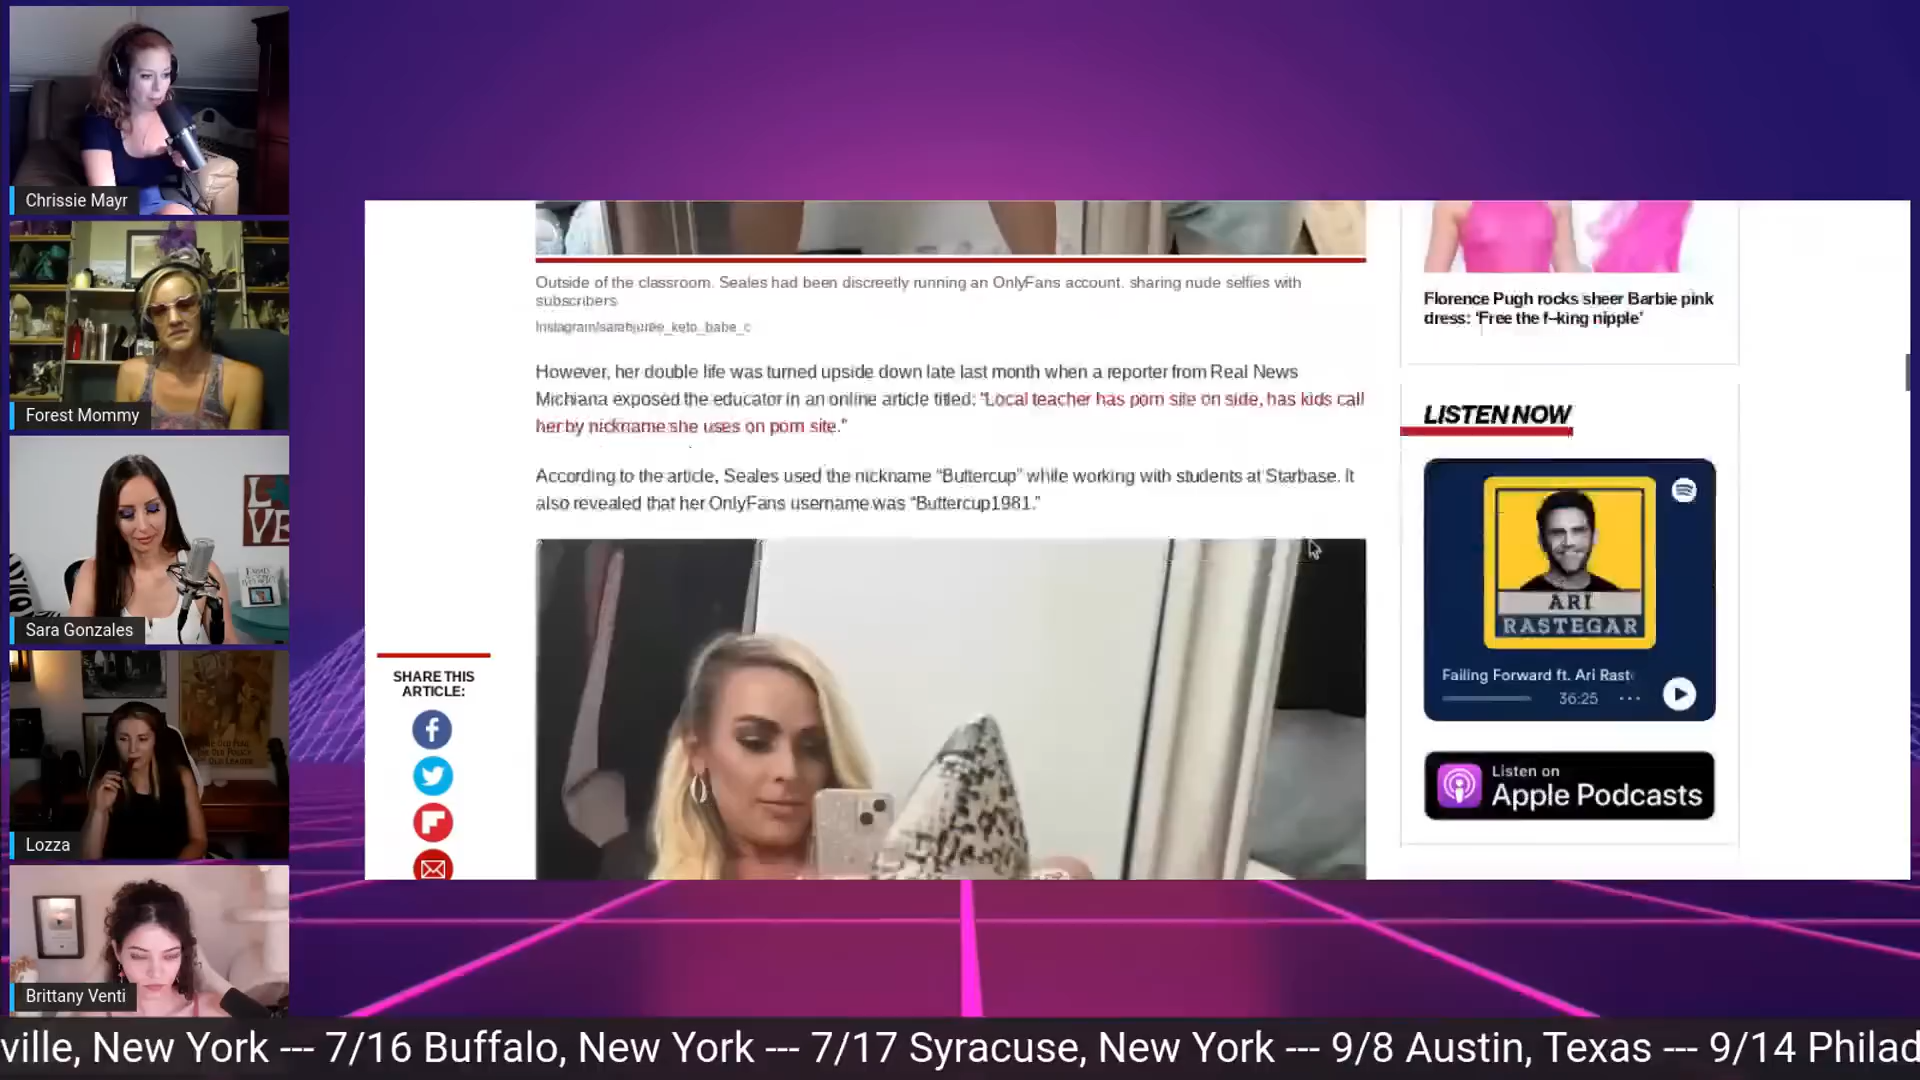 Chrissie Mayr
Forest Mommy
Sara Gonzales
Lozza
Brittany Venti
Outside of the classroom. Seales had been discreetly running an OnlyFans account. sharing nude selfies with
subscribers
However, her double life was turned upside down late last month when a reporter from Real News
Michiana exposed the educator in an online article titled: "Local teacher has porn site on side, has kids call
her by nickname she uses on porn site."
According to the article, Seales used the nickname “Buttercup” while working with students at Starbase. It
also revealed that her OnlyFans username was “Buttercup1981.”
SHARE THIS
ARTICLE:
Florence Pugh rocks sheer Barbie pink
dress: ‘Free the f–king nipple’
LISTEN NOW
ARI
RASTEGAR
Failing Forward ft. Ari Rast
36:25
Listen on
Apple Podcasts
ville, New York --- 7/16 Buffalo, New York --- 7/17 Syracuse, New York --- 9/8 Austin, Texas --- 9/14 Philad